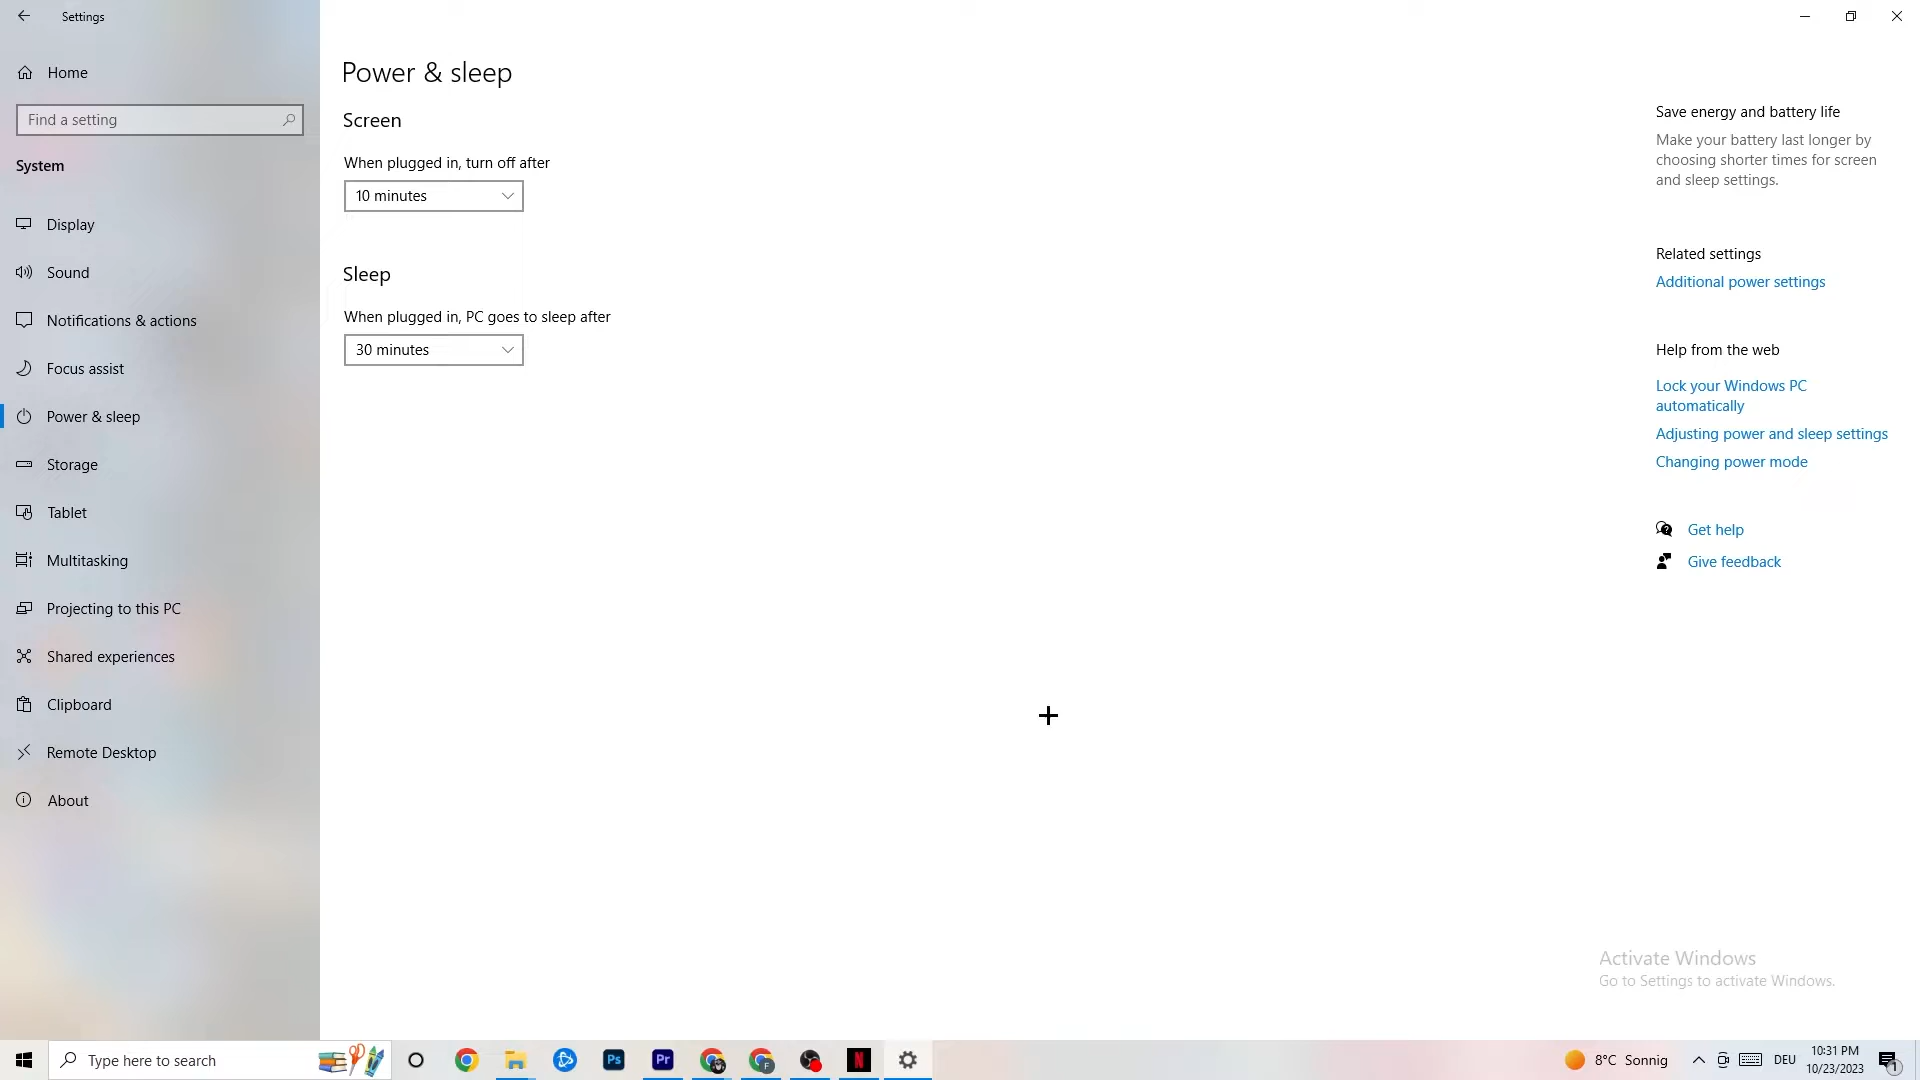 Settings
Home
Find a setting
System
Display
Sound
Notifications & actions
Focus assist
Power & sleep
Storage
Tablet
Multitasking
Projecting to this PC
Shared experiences
Clipboard
Remote Desktop
About
Power & sleep
Screen
When plugged in, turn off after
10 minutes
Sleep
When plugged in, PC goes to sleep after
30 minutes
Save energy and battery life
Make your battery last longer by
choosing shorter times for screen
and sleep settings.
Related settings
Additional power settings
Help from the web
Lock your Windows PC
automatically
Adjusting power and sleep settings
Changing power mode
Get help
Give feedback
Activate Windows
Go to Settings to activate Windows.
Type here to search
Ps
Pr
F
N
8°C Sonnig
DEU
10:31 PM
10/23/2023
1